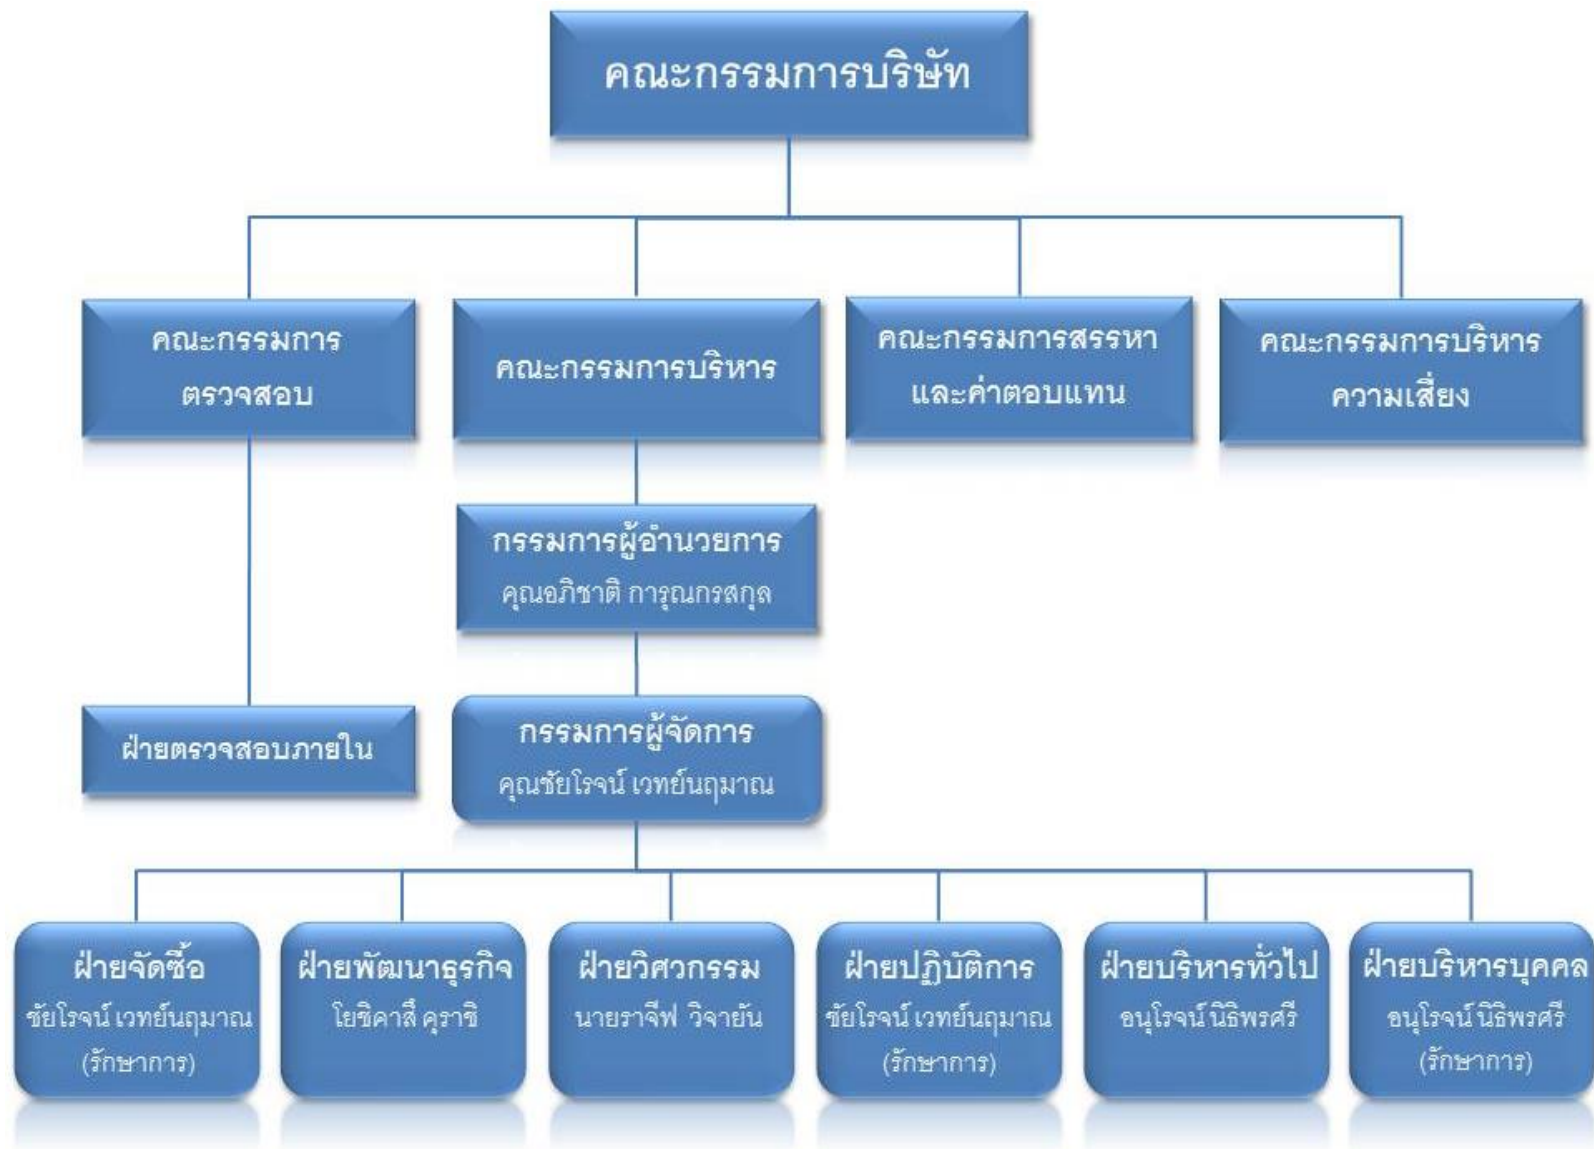 คณะกรรมการบริษัท
คณะกรรมการ
ตรวจสอบ
คณะกรรมการบริหาร
คณะกรรมการสรรหา
และค่าตอบแทน
คณะกรรมการบริหาร
ความเสี่ยง
กรรมการผู้อำนวยการ
คุณอภิชาติ การุณกรสกุล
ฝ่ายตรวจสอบภายใน
กรรมการผู้จัดการ
คุณชัยโรจน์ เวทย์นฤมาณ
ฝ่ายจัดซื้อ
ชัยโรจน์ เวทย์นฤมาณ
(รักษาการ)
ฝ่ายพัฒนาธุรกิจ
โยชิคาสึ คุราชิ
ฝ่ายวิศวกรรม
นายราจีฟ วิจายัน
ฝ่ายปฏิบัติการ
ชัยโรจน์ เวทย์นฤมาณ
(รักษาการ)
ฝ่ายบริหารทั่วไป
อนุโรจน์ นิธิพรศรี
ฝ่ายบริหารบุคคล
อนุโรจน์ นิธิพรศรี
(รักษาการ)